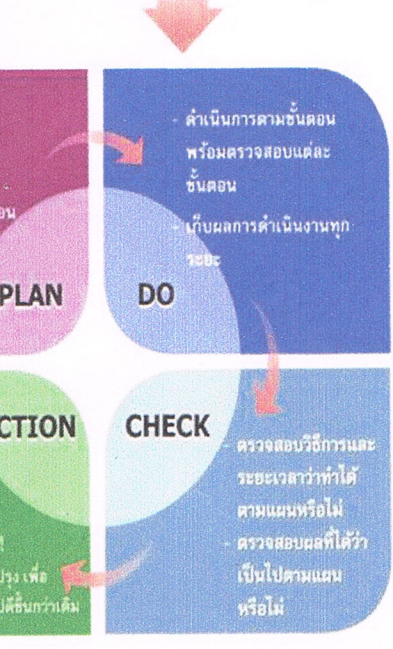 - ดำเนินการตามขั้นตอน
พร้อมตรวจสอบแต่ละ
ขั้นตอน
- เก็บผลการดำเนินงานทุก
ระยะ
PLAN
DO
CTION
CHECK
- ตรวจสอบวิธีการและ
ระยะเวลาว่าทำได้
ตามแผนหรือไม่
- ตรวจสอบผลที่ได้ว่า
เป็นไปตามแผน
หรือไม่
ปรุง เพื่อ
ปดีขึ้นกว่าเดิม